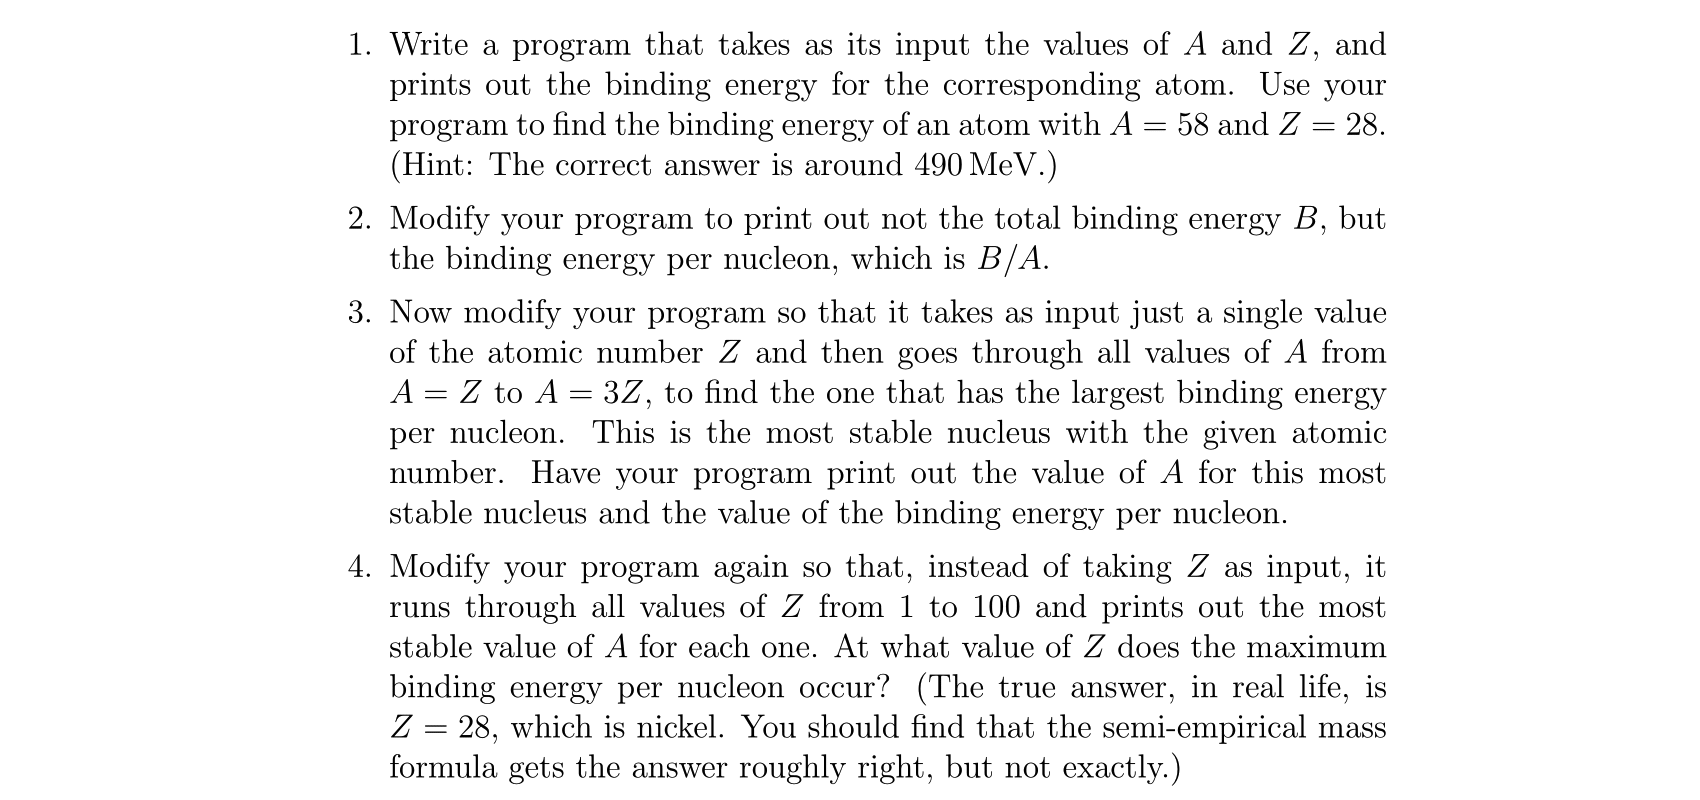 1. Write a program that takes as its input the values of A and Z, and
prints out the binding energy for the corresponding atom. Use your
program to find the binding energy of an atom with A = 58 and Z = 28.
(Hint: The correct answer is around 490 MeV.)
2. Modify your program to print out not the total binding energy B, but
the binding energy per nucleon, which is B/A.
3. Now modify your program so that it takes as input just a single value
of the atomic number Z and then goes through all values of A from
A = Z to A = 3Z, to find the one that has the largest binding energy
per nucleon. This is the most stable nucleus with the given atomic
number. Have your program print out the value of A for this most
stable nucleus and the value of the binding energy per nucleon.
4. Modify your program again so that, instead of taking Z as input, it
runs through all values of Z from 1 to 100 and prints out the most
stable value of A for each one. At what value of Z does the maximum
binding energy per nucleon occur? (The true answer, in real life, is
Z = 28, which is nickel. You should find that the semi-empirical mass
formula gets the answer roughly right, but not exactly.)